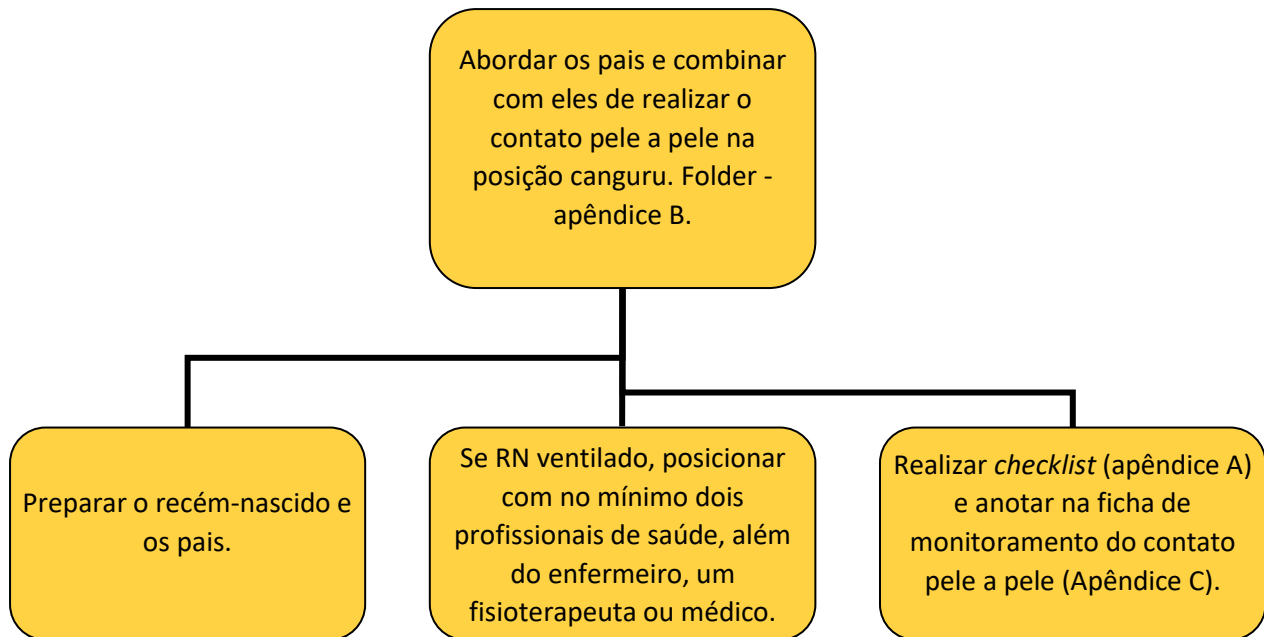 Abordar os pais e combinar
com eles de realizar o
contato pele a pele na
posição canguru. Folder -
apêndice B.
Preparar o recém-nascido e
os pais.
Se RN ventilado, posicionar
com no mínimo dois
profissionais de saúde, além
do enfermeiro, um
fisioterapeuta ou médico.
Realizar checklist (apêndice A)
e anotar na ficha de
monitoramento do contato
pele a pele (Apêndice C).